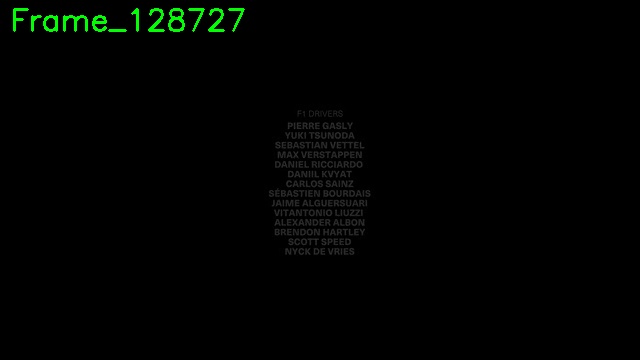 Frame_128727
F1 DRIVERS
PIERRE GASLY
YUKI TSUNODA
SEBASTIAN VETTEL
MAX VERSTAPPEN
DANIEL RICCIARDO
DANIIL KVYAT
CARLOS SAINZ
SÉBASTIEN BOURDAIS
JAIME ALGUERSUARI
VITANTONIO LIUZZI
ALEXANDER ALBON
BRENDON HARTLEY
SCOTT SPEED
NYCK DE VRIES